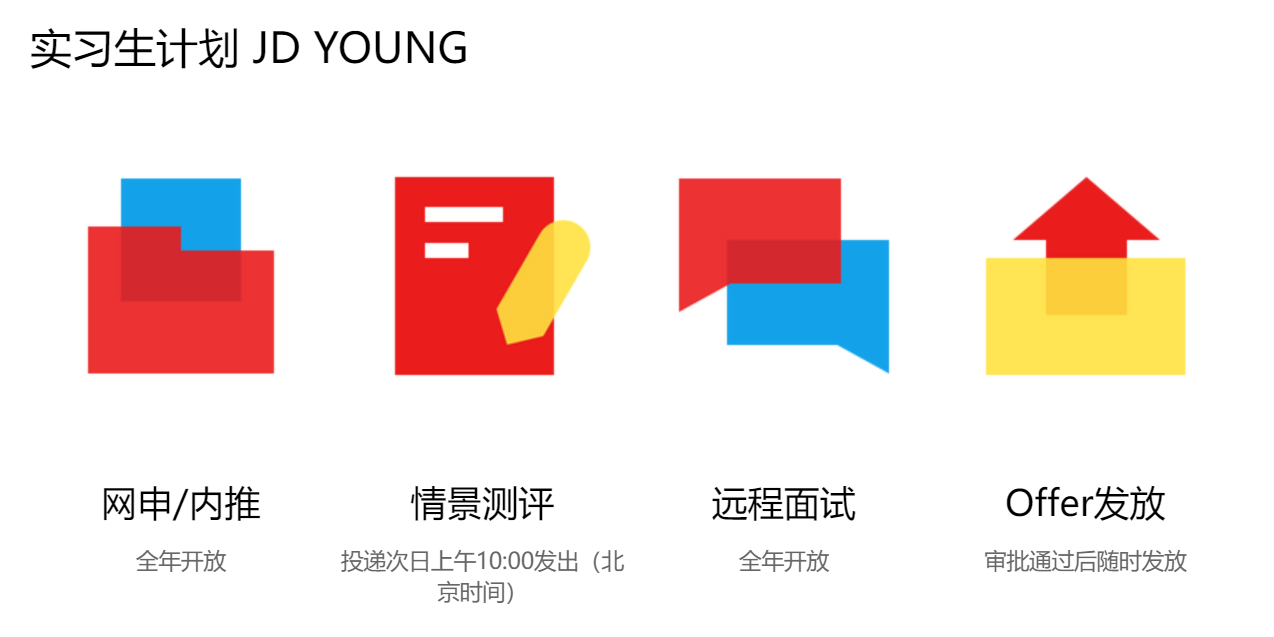 实习生计划 JD YOUNG
网申/内推
全年开放
情景测评
投递次日上午10:00发出（北
京时间）
远程面试
全年开放
Offer发放
审批通过后随时发放